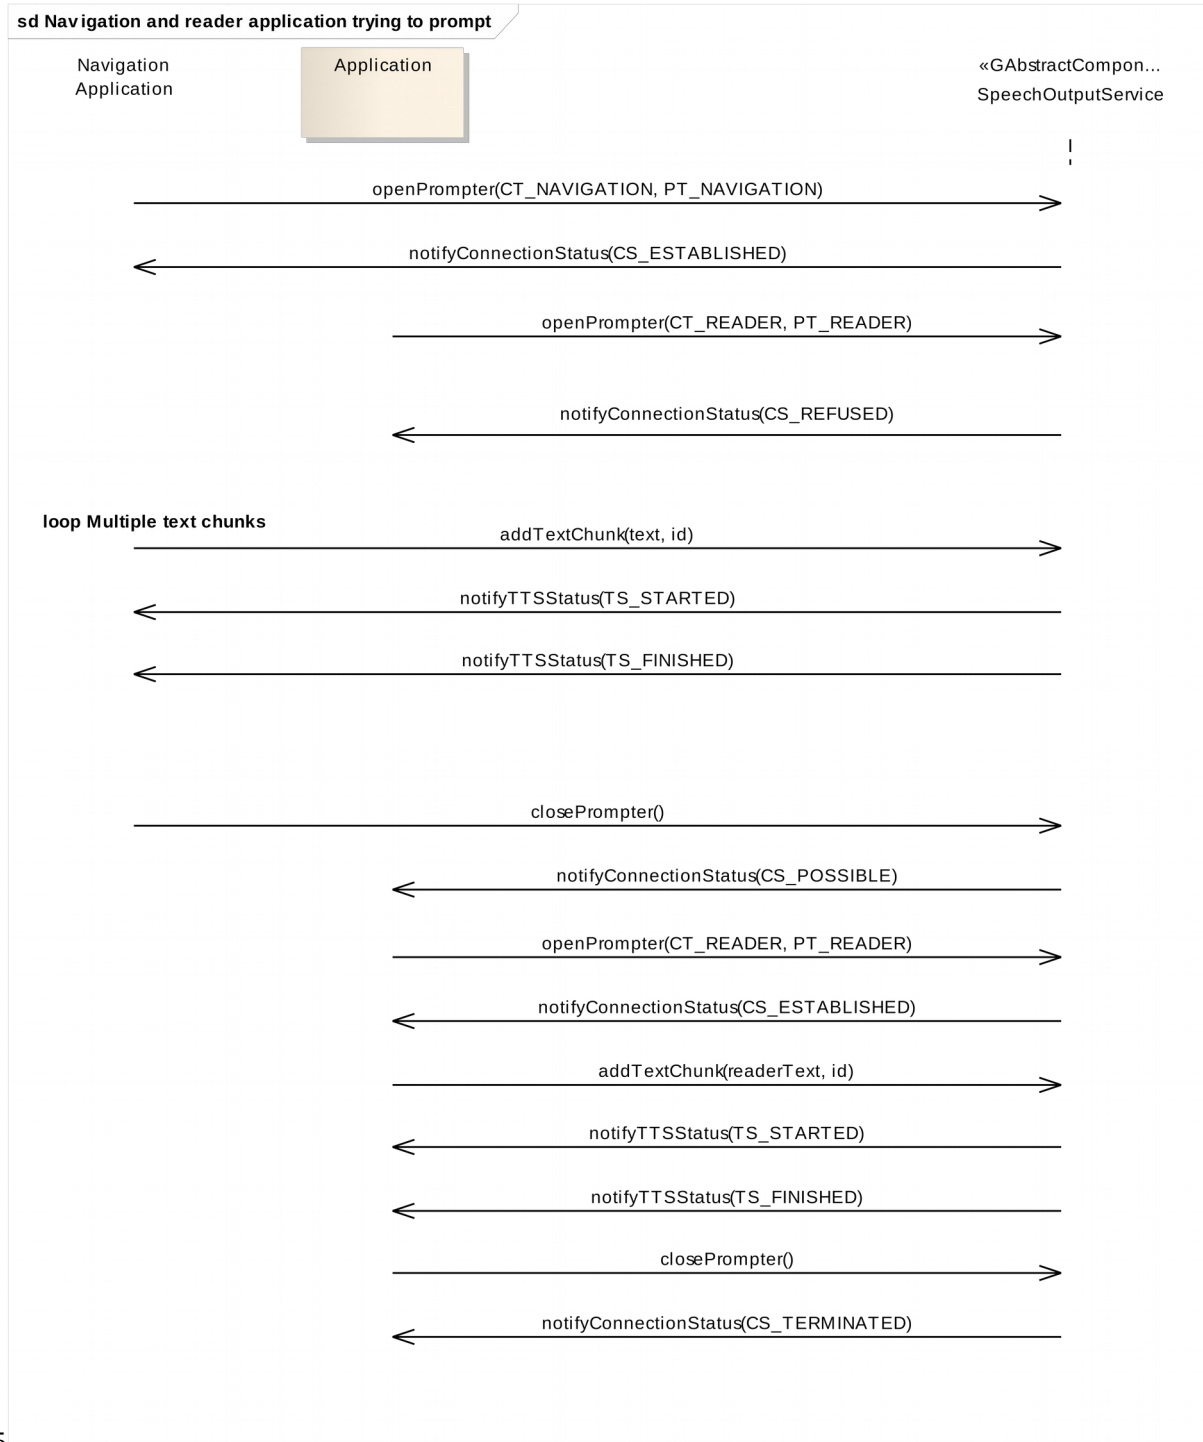 sd Navigation and reader application trying to prompt
Navigation
Application
Application
«GAbstractCompon...
SpeechOutputService
openPrompter(CT_NAVIGATION, PT_NAVIGATION)
notifyConnectionStatus(CS_ESTABLISHED)
openPrompter(CT_READER, PT_READER)
notifyConnectionStatus(CS_REFUSED)
loop Multiple text chunks
addTextChunk(text, id)
notifyTTSStatus(TS_STARTED)
notifyTTSStatus(TS_FINISHED)
closePrompter()
notifyConnectionStatus(CS_POSSIBLE)
openPrompter(CT_READER, PT_READER)
notifyConnectionStatus(CS_ESTABLISHED)
addTextChunk(readerText, id)
notifyTTSStatus(TS_STARTED)
notifyTTSStatus(TS_FINISHED)
closePrompter()
notifyConnectionStatus(CS_TERMINATED)